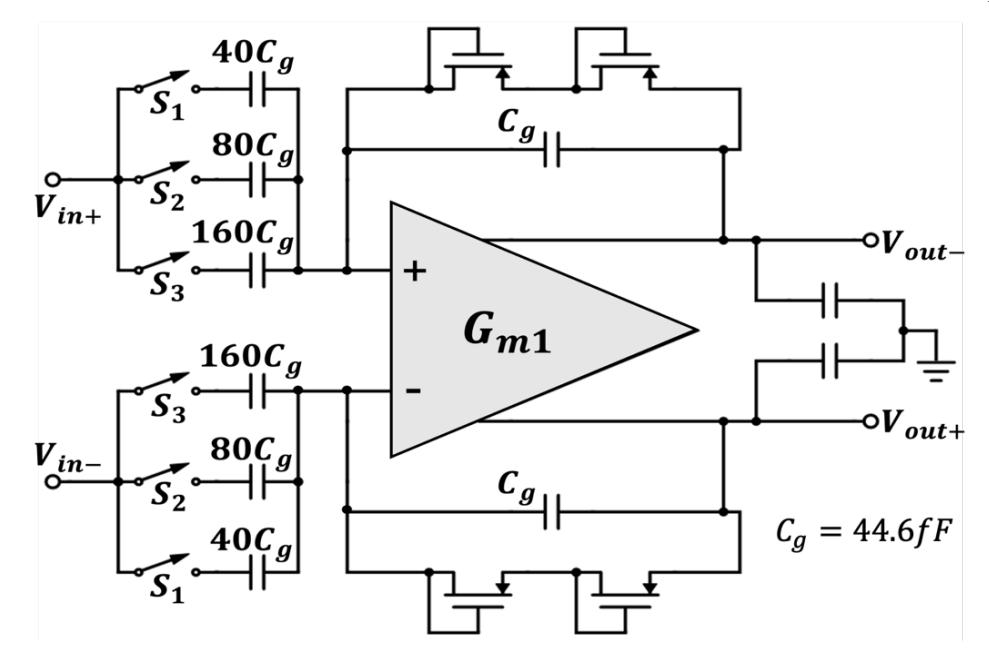 40C_g
S_1
80C_g
S_2
V_{in+}
160C_g
S_3
C_g
+
G_{m1}
-
V_{out-}
160C_g
S_3
V_{in-}
80C_g
S_2
40C_g
S_1
C_g
V_{out+}
C_g = 44.6fF